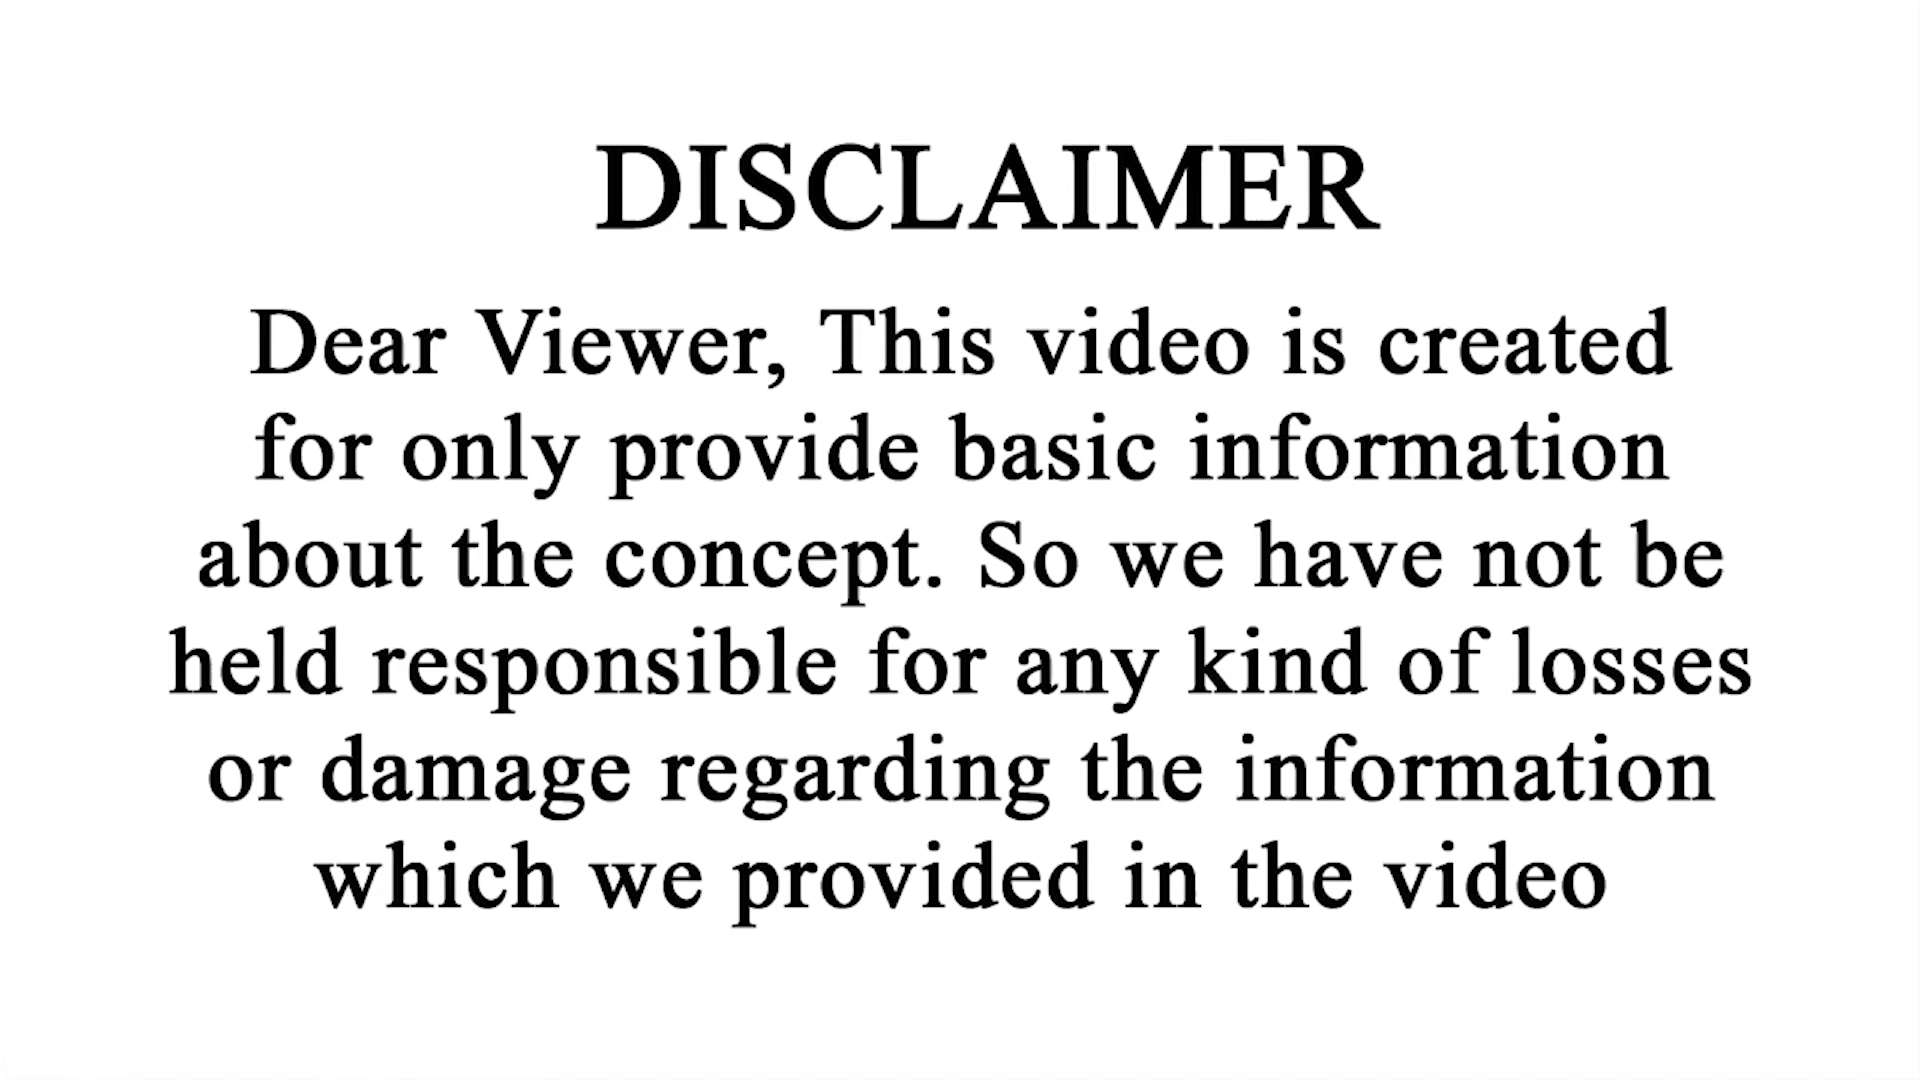 DISCLAIMER
Dear Viewer, This video is created
for only provide basic information
about the concept. So we have not be
held responsible for any kind of losses
or damage regarding the information
which we provided in the video